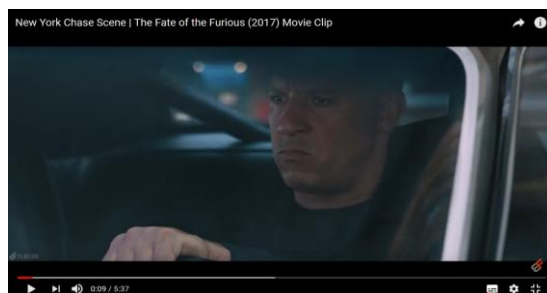 New York Chase Scene | The Fate of the Furious (2017) Movie Clip
0:09 / 5:37